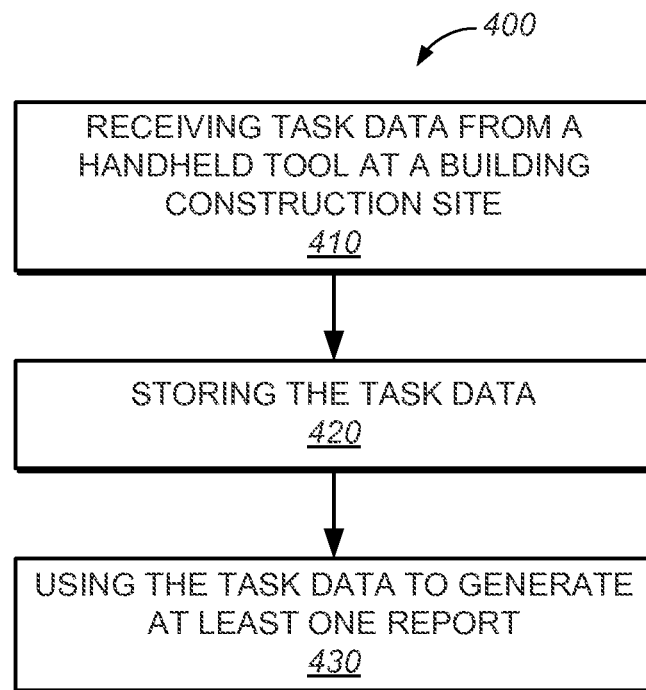 400
RECEIVING TASK DATA FROM A
HANDHELD TOOL AT A BUILDING
CONSTRUCTION SITE
410
STORING THE TASK DATA
420
USING THE TASK DATA TO GENERATE
AT LEAST ONE REPORT
430